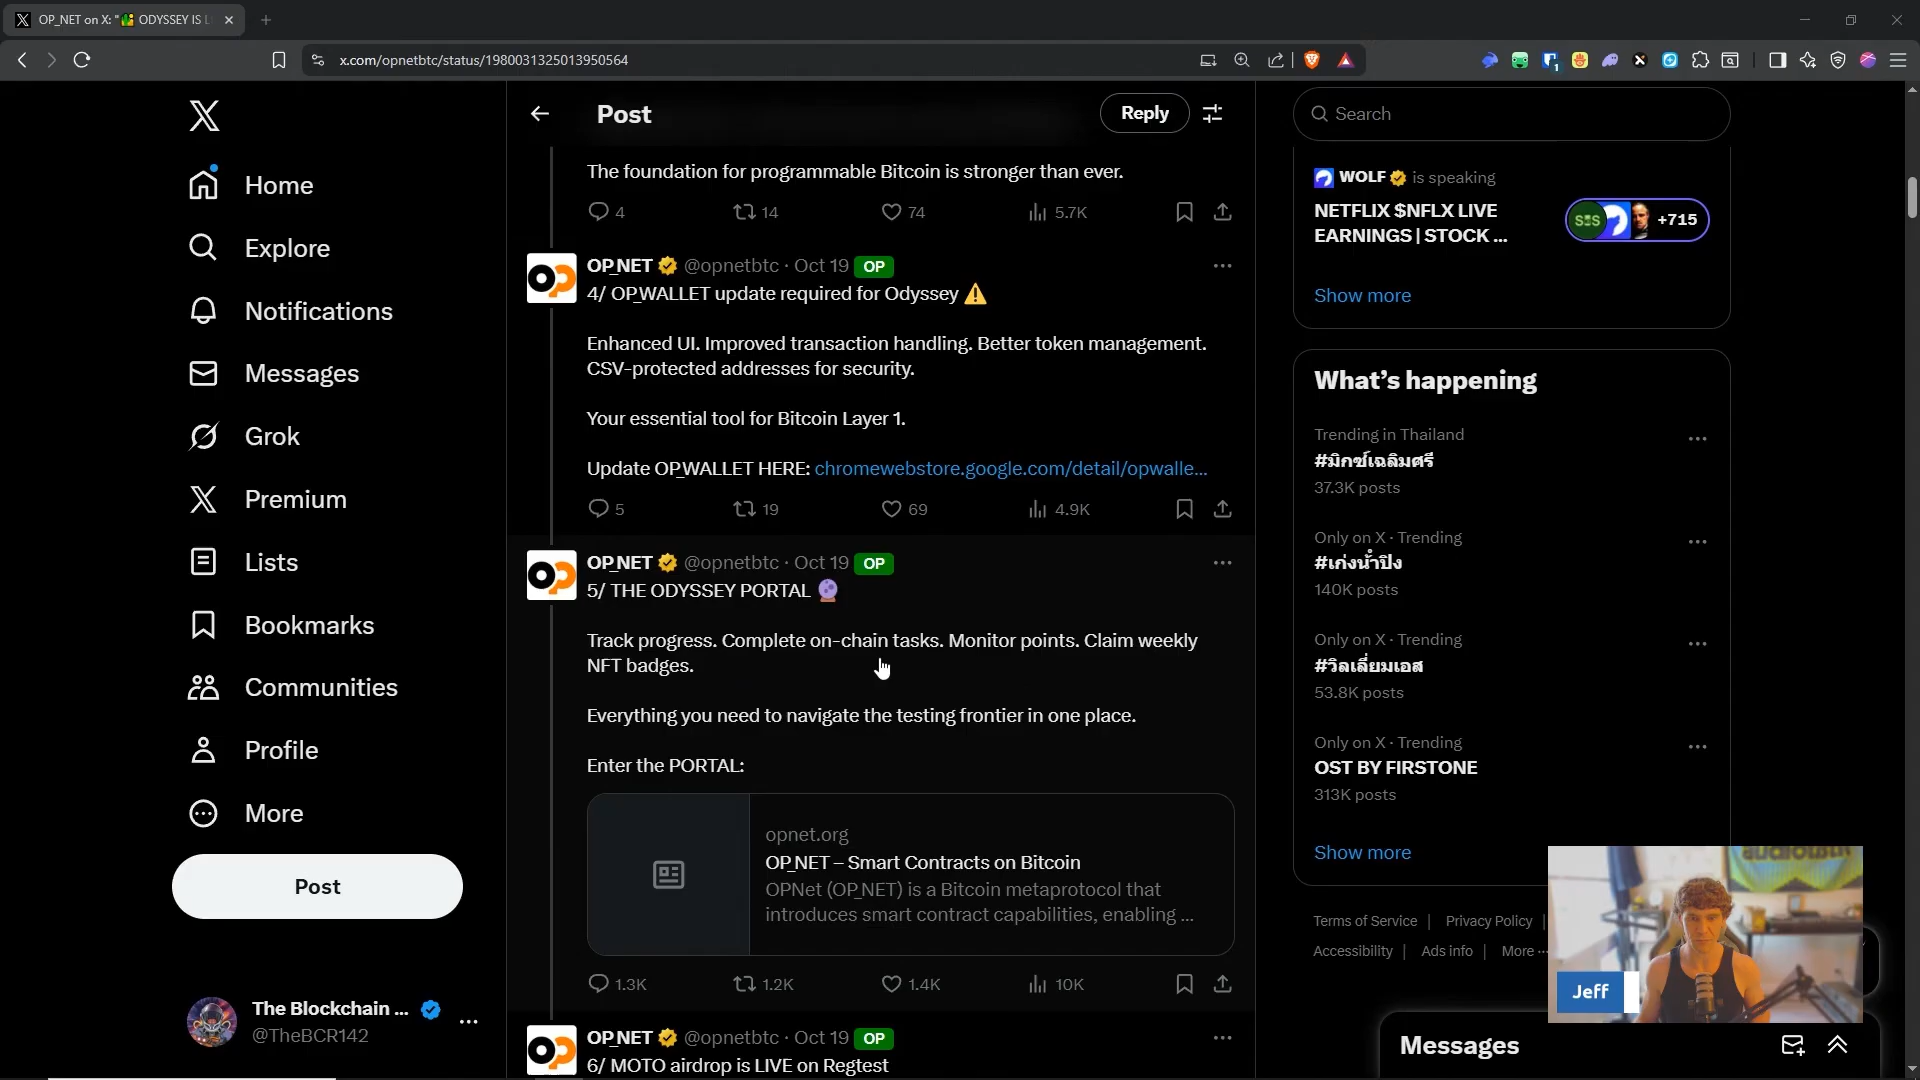 OP_NET on X: "
ODYSSEY IS L
x.com/opnetbtc/status/1980031325013950564
1
Home
Explore
Notifications
Messages
Grok
Premium
Lists
Bookmarks
Communities
Profile
More
Post
The Blockchain ...
@TheBCR142
Post
Reply
The foundation for programmable Bitcoin is stronger than ever.
4
14
74
5.7K
OP_NET @opnetbtc · Oct 19 OP
4/ OP_WALLET update required for Odyssey ⚠️
Enhanced UI. Improved transaction handling. Better token management.
CSV-protected addresses for security.
Your essential tool for Bitcoin Layer 1.
Update OP_WALLET HERE: chromewebstore.google.com/detail/opwalle...
5
19
69
4.9K
OP_NET @opnetbtc · Oct 19 OP
5/ THE ODYSSEY PORTAL 🔮
Track progress. Complete on-chain tasks. Monitor points. Claim weekly
NFT badges.
Everything you need to navigate the testing frontier in one place.
Enter the PORTAL:
opnet.org
OP_NET – Smart Contracts on Bitcoin
OPNet (OP_NET) is a Bitcoin metaprotocol that
introduces smart contract capabilities, enabling ...
1.3K
1.2K
1.4K
10K
OP_NET @opnetbtc · Oct 19 OP
6/ MOTO airdrop is LIVE on Regtest
Search
WOLF is speaking
NETFLIX $NFLX LIVE
EARNINGS | STOCK ...
+715
Show more
What's happening
Trending in Thailand
#มิกซ์เฉลิมศรี
37.3K posts
Only on X · Trending
#เก่งน้ําปิง
140K posts
Only on X · Trending
#วิลเลี่ยมเอส
53.8K posts
Only on X · Trending
OST BY FIRSTONE
313K posts
Show more
Terms of Service | Privacy Policy |
Accessibility | Ads info | More ...
Jeff
Messages